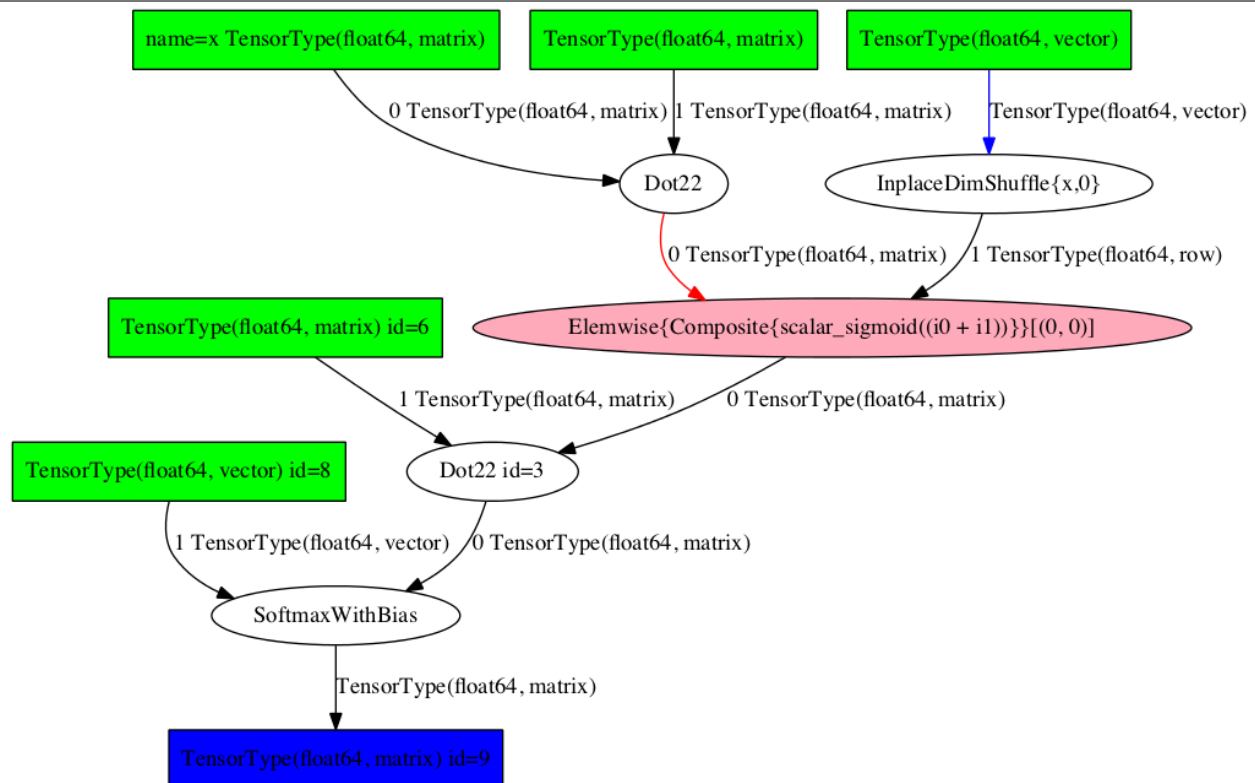 name=x TensorType(float64, matrix)
TensorType(float64, matrix)
TensorType(float64, vector)
0 TensorType(float64, matrix)
1 TensorType(float64, matrix)
TensorType(float64, vector)
Dot22
InplaceDimShuffle{x,0}
0 TensorType(float64, matrix)
1 TensorType(float64, row)
TensorType(float64, matrix) id=6
Elemwise{Composite{scalar_sigmoid((i0 + i1))}}[(0, 0)]
1 TensorType(float64, matrix)
0 TensorType(float64, matrix)
TensorType(float64, vector) id=8
Dot22 id=3
1 TensorType(float64, vector)
0 TensorType(float64, matrix)
SoftmaxWithBias
TensorType(float64, matrix)
TensorType(float64, matrix) id=9